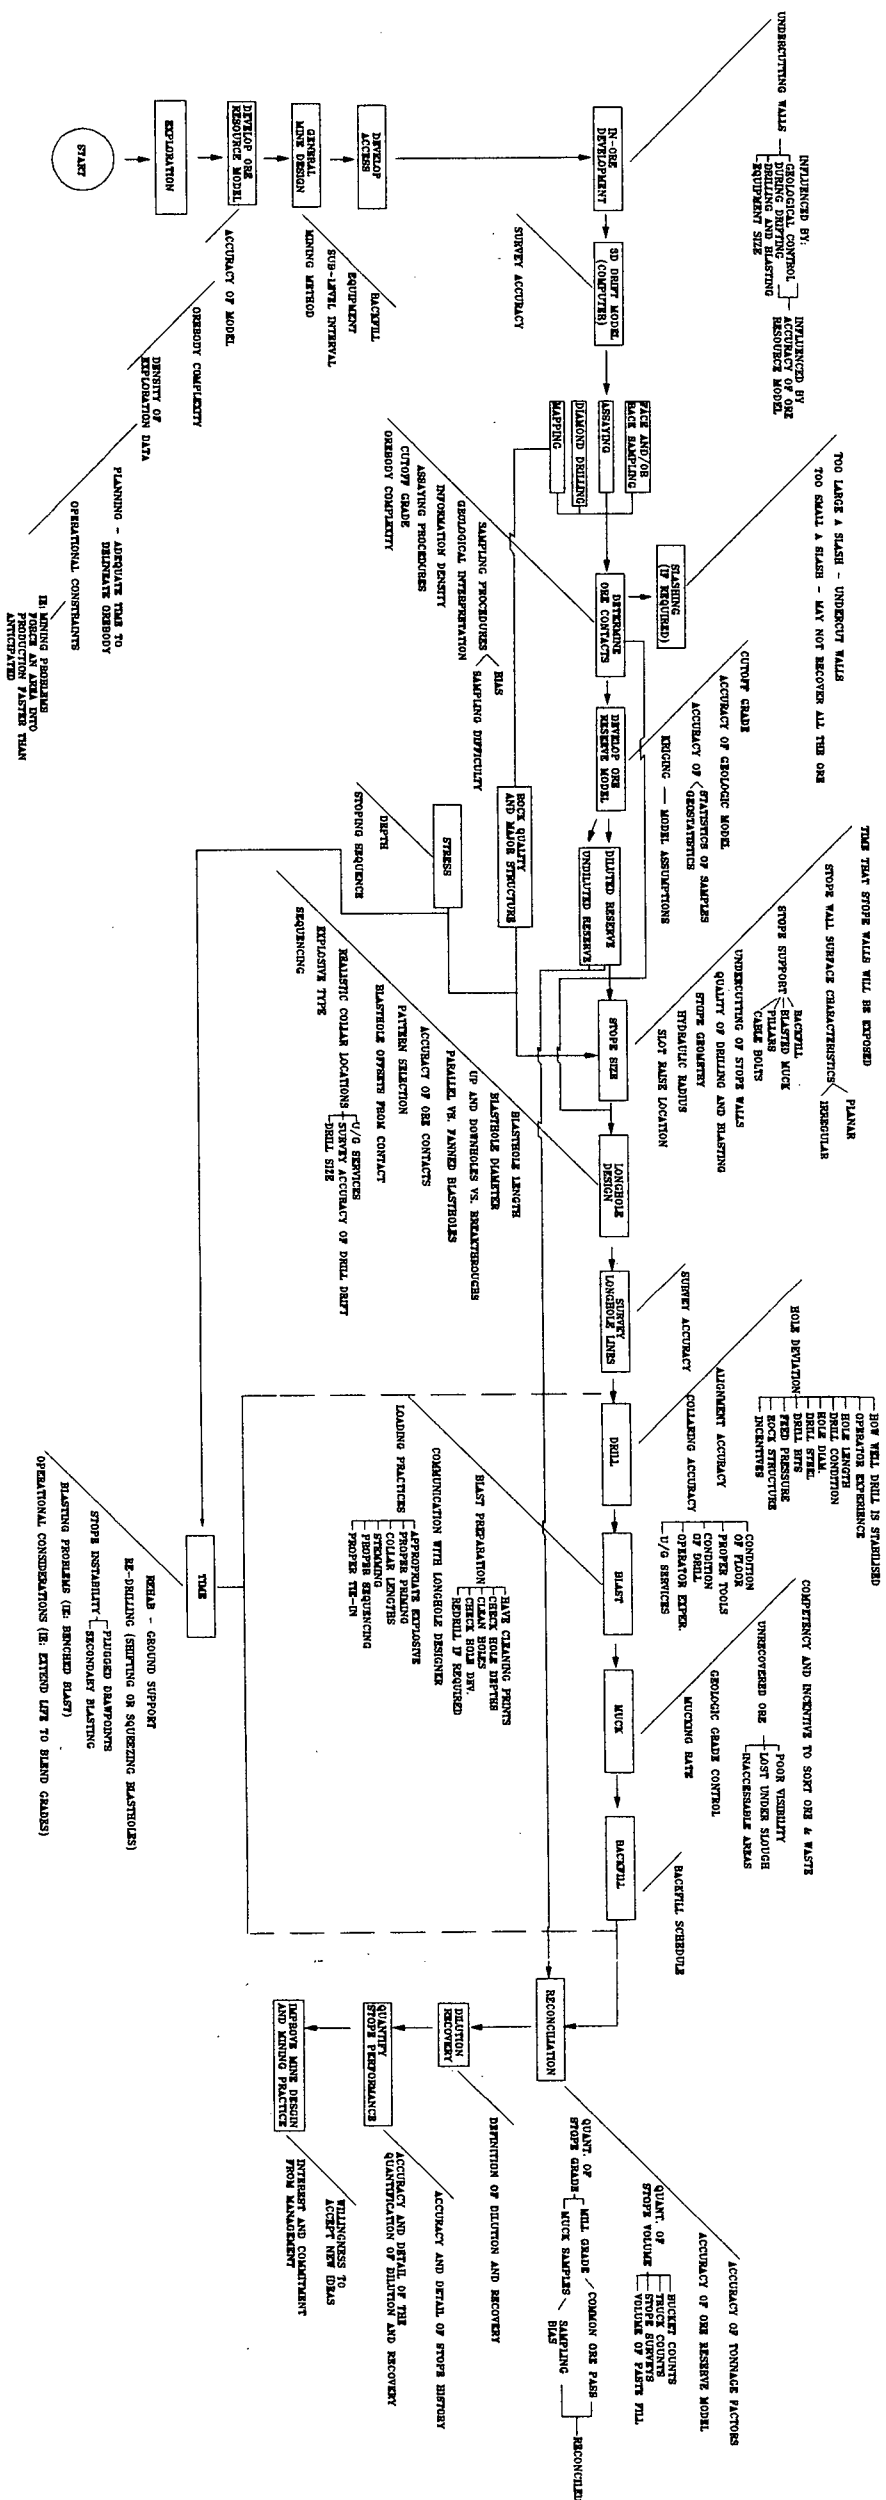 START
EXPLORATION
DEVELOP ORE
RESOURCE MODEL
GENERAL
MINE DESIGN
DEVELOP
ACCESS
IN-ORE
DEVELOPMENT
UNDERCUTTING WALLS
INFLUENCED BY:
GEOLOGICAL CONTROL
DURING DRIFTING
DRILLING AND BLASTING
EQUIPMENT SIZE
INFLUENCED BY
ACCURACY OF ORE
RESOURCE MODEL
ACCURACY OF MODEL
OREBODY COMPLEXITY
DENSITY OF
EXPLORATION DATA
PLANNING - ADEQUATE TIME TO
DELINEATE OREBODY
OPERATIONAL CONSTRAINTS
IE: MINING PROBLEMS
FORCE AN AREA INTO
PRODUCTION FASTER THAN
ANTICIPATED
BACKFILL
EQUIPMENT
SUB-LEVEL INTERVAL
MINING METHOD
3D DRIFT MODEL
(COMPUTER)
SURVEY ACCURACY
FACE AND/OR
BACK SAMPLING
ASSAYING
DIAMOND DRILLING
MAPPING
SLASHING
(IF REQUIRED)
TOO LARGE A SLASH - UNDERCUT WALLS
TOO SMALL A SLASH - MAY NOT RECOVER ALL THE ORE
DETERMINE
ORE CONTACTS
SAMPLING PROCEDURES
BIAS
SAMPLING DIFFICULTY
GEOLOGICAL INTERPRETATION
INFORMATION DENSITY
ASSAYING PROCEDURES
CUTOFF GRADE
OREBODY COMPLEXITY
DEVELOP ORE
RESERVE MODEL
CUTOFF GRADE
ACCURACY OF GEOLOGIC MODEL
ACCURACY OF
STATISTICS OF SAMPLES
GEOSTATISTICS
KRIGING — MODEL ASSUMPTIONS
DILUTED RESERVE
UNDILUTED RESERVE
ROCK QUALITY
AND MAJOR STRUCTURE
STRESS
DEPTH
STOPING SEQUENCE
STOPE SIZE
TIME THAT STOPE WALLS WILL BE EXPOSED
STOPE WALL SURFACE CHARACTERISTICS
PLANAR
IRREGULAR
STOPE SUPPORT
BACKFILL
BLASTED MUCK
PILLARS
CABLE BOLTS
UNDERCUTTING OF STOPE WALLS
QUALITY OF DRILLING AND BLASTING
STOPE GEOMETRY
HYDRAULIC RADIUS
SLOT RAISE LOCATION
LONGHOLE
DESIGN
BLASTHOLE LENGTH
BLASTHOLE DIAMETER
UP AND DOWNHOLES VS. BREAKTHROUGHS
PARALLEL VS. FANNED BLASTHOLES
ACCURACY OF ORE CONTACTS
PATTERN SELECTION
BLASTHOLE OFFSETS FROM CONTACT
REALISTIC COLLAR LOCATIONS
U/G SERVICES
SURVEY ACCURACY OF DRILL DRIFT
DRILL SIZE
EXPLOSIVE TYPE
SEQUENCING
SURVEY
LONGHOLE LINES
SURVEY ACCURACY
DRILL
HOLE DEVIATION
HOW WELL DRILL IS STABILISED
OPERATOR EXPERIENCE
HOLE LENGTH
DRILL CONDITION
HOLE DIAM.
DRILL STEEL
DRILL BITS
FEED PRESSURE
ROCK STRUCTURE
INCENTIVES
ALIGNMENT ACCURACY
COLLARING ACCURACY
CONDITION
OF FLOOR
PROPER TOOLS
CONDITION
OF DRILL
OPERATOR EXPER.
U/G SERVICES
BLAST
BLAST PREPARATION
HAVE CLEANING PRINTS
CHECK HOLE DEPTHS
CLEAN HOLES
CHECK HOLE DEV.
REDRILL IF REQUIRED
COMMUNICATION WITH LONGHOLE DESIGNER
LOADING PRACTICES
APPROPRIATE EXPLOSIVE
PROPER PRIMING
COLLAR LENGTHS
STEMMING
PROPER SEQUENCING
PROPER TIE-IN
MUCK
COMPETENCY AND INCENTIVE TO SORT ORE & WASTE
UNRECOVERED ORE
POOR VISIBILITY
LOST UNDER SLOUGH
INACCESSABLE AREAS
GEOLOGIC GRADE CONTROL
MUCKING RATE
BACKFILL
BACKFILL SCHEDULE
TIME
REHAB - GROUND SUPPORT
RE-DRILLING (SHIFTING OR SQUEEZING BLASTHOLES)
STOPE INSTABILITY
PLUGGED DRAWPOINTS
SECONDARY BLASTING
BLASTING PROBLEMS (IE: BENCHED BLAST)
OPERATIONAL CONSIDERATIONS (IE: EXTEND LIFE TO BLEND GRADES)
RECONCILIATION
ACCURACY OF TONNAGE FACTORS
ACCURACY OF ORE RESERVE MODEL
QUANT. OF
STOPE VOLUME
BUCKET COUNTS
TRUCK COUNTS
STOPE SURVEYS
VOLUME OF PASTE FILL
QUANT. OF
STOPE GRADE
MILL GRADE
COMMON ORE PASS
MUCK SAMPLES
SAMPLING
BIAS
RECONCILED
DILUTION
RECOVERY
DEFINITION OF DILUTION AND RECOVERY
QUANTIFY
STOPE PERFORMANCE
ACCURACY AND DETAIL OF STOPE HISTORY
ACCURACY AND DETAIL OF THE
QUANTIFICATION OF DILUTION AND RECOVERY
IMPROVE MINE DESGIN
AND MINING PRACTICE
WILLINGNESS TO
ACCEPT NEW IDEAS
INTEREST AND COMMITMENT
FROM MANAGEMENT